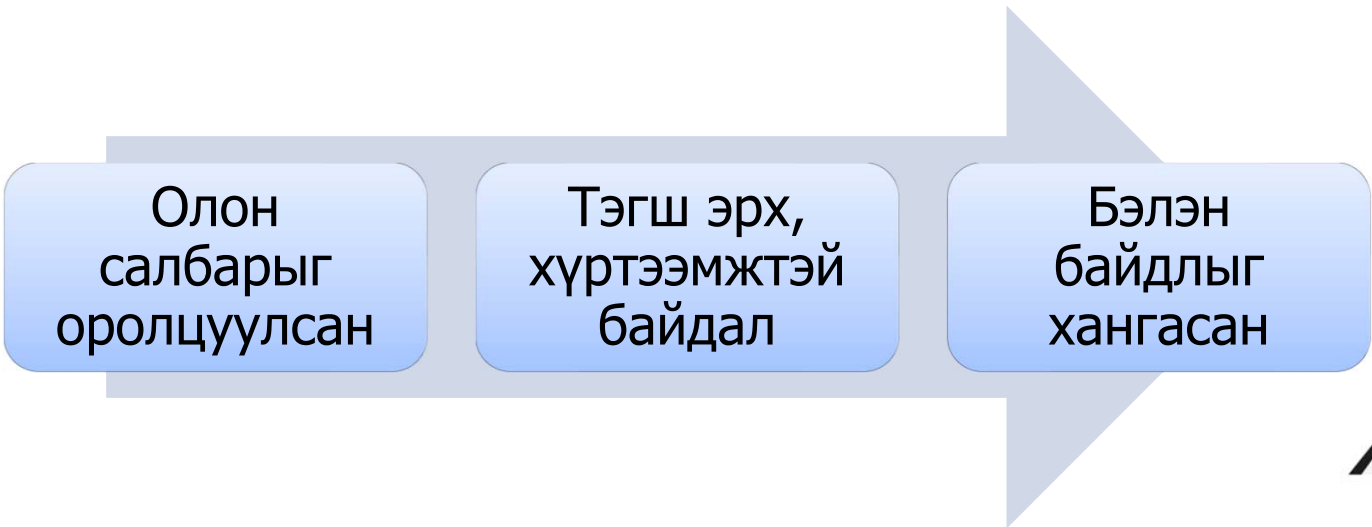 Олон
салбарыг
оролцуулсан
Тэгш эрх,
хүртээмжтэй
байдал
Бэлэн
байдлыг
хангасан